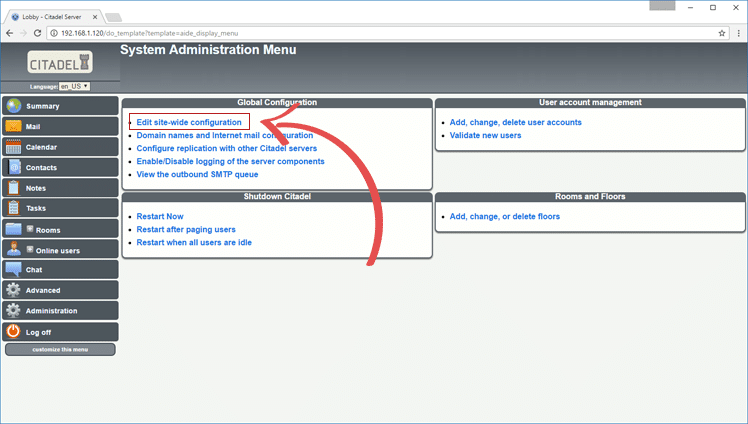 Lobby - Citadel Server
192.168.1.120/do_template?template=aide_display_menu
CITADEL
System Administration Menu
Language: en_US
Summary
Mail
Calendar
Contacts
Notes
Tasks
Rooms
Online users
Chat
Advanced
Administration
Log off
customize this menu
Global Configuration
Edit site-wide configuration
Domain names and Internet mail configuration
Configure replication with other Citadel servers
Enable/Disable logging of the server components
View the outbound SMTP queue
User account management
Add, change, delete user accounts
Validate new users
Shutdown Citadel
Restart Now
Restart after paging users
Restart when all users are idle
Rooms and Floors
Add, change, or delete floors